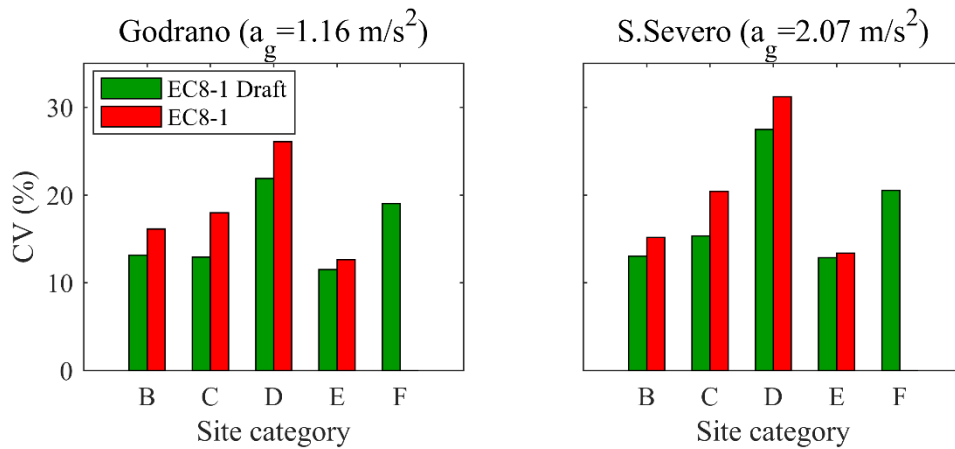 Godrano (a_g=1.16 m/s²)
S.Severo (a_g=2.07 m/s²)
EC8-1 Draft
EC8-1
CV (%)
30
20
10
0
B C D E F
B C D E F
Site category
Site category